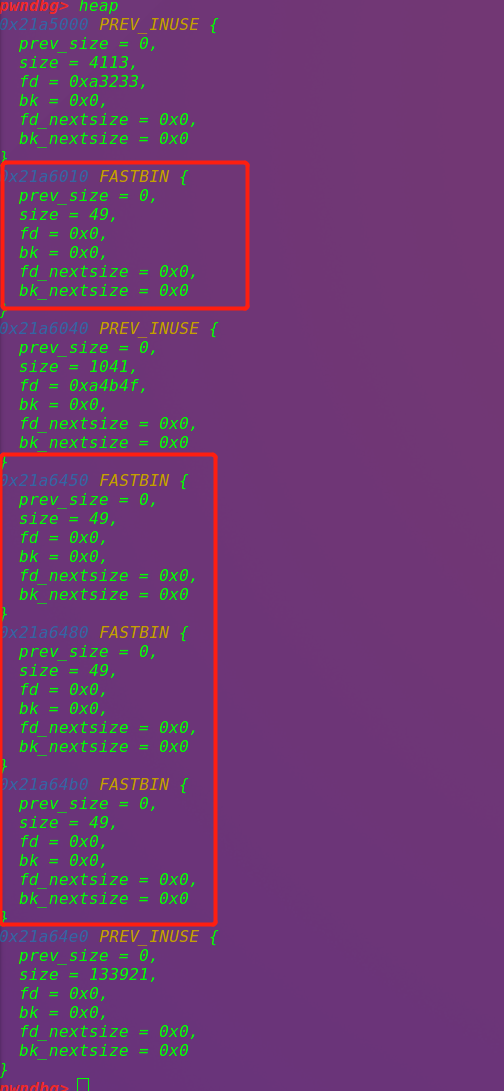 pwndbg> heap
0x21a5000 PREV_INUSE {
  prev_size = 0,
  size = 4113,
  fd = 0xa3233,
  bk = 0x0,
  fd_nextsize = 0x0,
  bk_nextsize = 0x0
}
0x21a6010 FASTBIN {
  prev_size = 0,
  size = 49,
  fd = 0x0,
  bk = 0x0,
  fd_nextsize = 0x0,
  bk_nextsize = 0x0
}
0x21a6040 PREV_INUSE {
  prev_size = 0,
  size = 1041,
  fd = 0xa4b4f,
  bk = 0x0,
  fd_nextsize = 0x0,
  bk_nextsize = 0x0
}
0x21a6450 FASTBIN {
  prev_size = 0,
  size = 49,
  fd = 0x0,
  bk = 0x0,
  fd_nextsize = 0x0,
  bk_nextsize = 0x0
}
0x21a6480 FASTBIN {
  prev_size = 0,
  size = 49,
  fd = 0x0,
  bk = 0x0,
  fd_nextsize = 0x0,
  bk_nextsize = 0x0
}
0x21a64b0 FASTBIN {
  prev_size = 0,
  size = 49,
  fd = 0x0,
  bk = 0x0,
  fd_nextsize = 0x0,
  bk_nextsize = 0x0
}
0x21a64e0 PREV_INUSE {
  prev_size = 0,
  size = 133921,
  fd = 0x0,
  bk = 0x0,
  fd_nextsize = 0x0,
  bk_nextsize = 0x0
}
pwndbg>